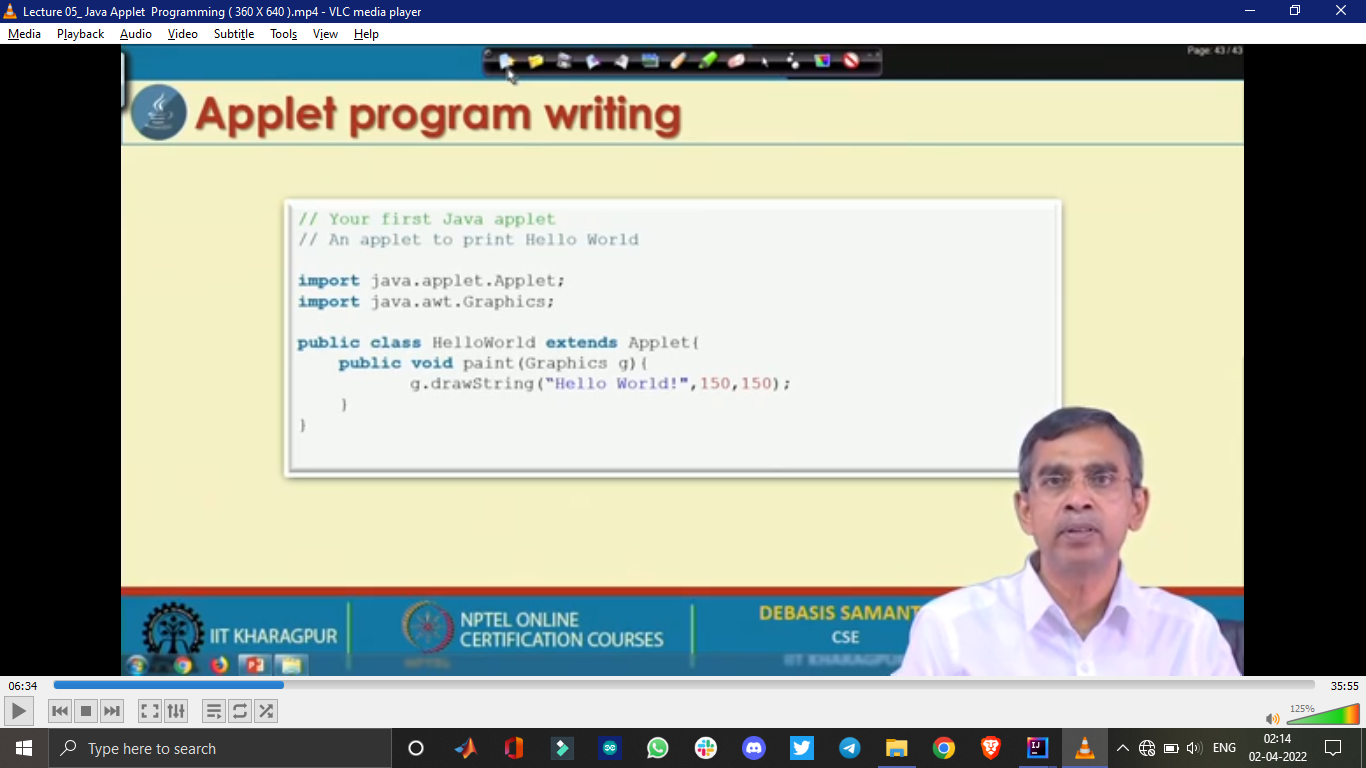 Lecture 05_ Java Applet Programming ( 360 X 640 ).mp4 - VLC media player
Media Playback Audio Video Subtitle Tools View Help
Page: 43 / 43
Applet program writing
// Your first Java applet
// An applet to print Hello World
import java.applet.Applet;
import java.awt.Graphics;
public class HelloWorld extends Applet{
public void paint(Graphics g){
g.drawString("Hello World!",150,150);
}
}
IIT KHARAGPUR
NPTEL ONLINE
CERTIFICATION COURSES
DEBASIS SAMANT
CSE
IIT KHARAGPUR
06:34
35:55
125%
Type here to search
ENG
02:14
02-04-2022